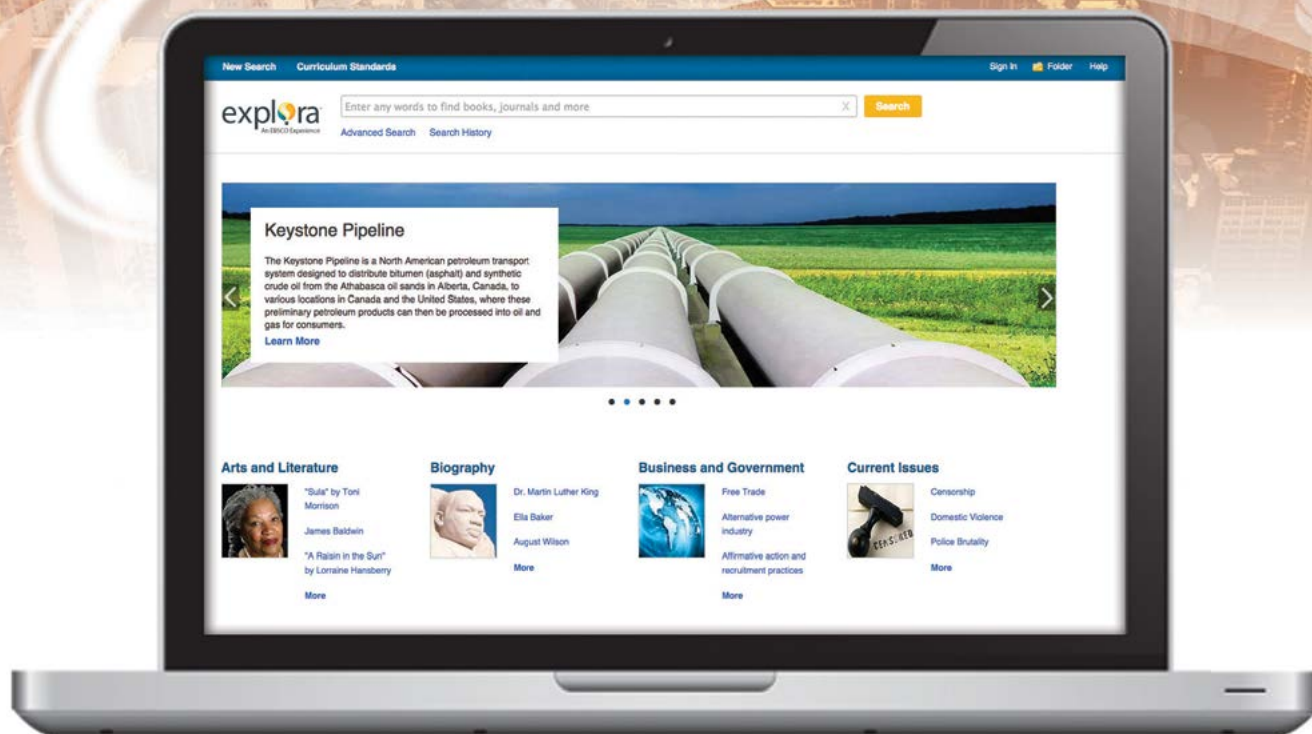 New Search Curriculum Standards Sign In Folder Help
explora
An EBSCO Experience
Enter any words to find books, journals and more X Search
Advanced Search Search History
Keystone Pipeline
The Keystone Pipeline is a North American petroleum transport
system designed to distribute bitumen (asphalt) and synthetic
crude oil from the Athabasca oil sands in Alberta, Canada, to
various locations in Canada and the United States, where these
preliminary petroleum products can then be processed into oil and
gas for consumers.
Learn More
Arts and Literature
"Sula" by Toni
Morrison
James Baldwin
"A Raisin in the Sun"
by Lorraine Hansberry
More
Biography
Dr. Martin Luther King
Ella Baker
August Wilson
More
Business and Government
Free Trade
Alternative power
industry
Affirmative action and
recruitment practices
More
Current Issues
CENSORED
Censorship
Domestic Violence
Police Brutality
More